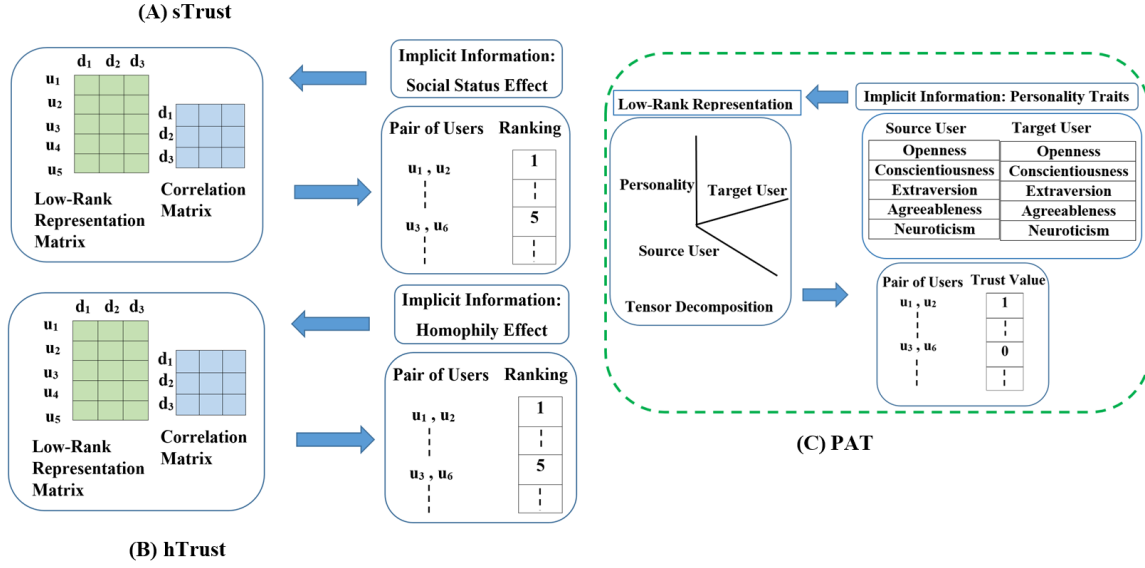 (A) sTrust
d1 d2 d3
u1
u2
u3
u4
u5
d1
d2
d3
Low-Rank
Representation
Matrix
Correlation
Matrix
Implicit Information:
Social Status Effect
Pair of Users Ranking
u1 , u2
1
u3 , u6
5
d1 d2 d3
u1
u2
u3
u4
u5
d1
d2
d3
Low-Rank
Representation
Matrix
Correlation
Matrix
Implicit Information:
Homophily Effect
Pair of Users Ranking
u1 , u2
1
u3 , u6
5
(B) hTrust
Low-Rank Representation
Personality
Target User
Source User
Tensor Decomposition
Implicit Information: Personality Traits
Source User Target User
Openness Openness
Conscientiousness Conscientiousness
Extraversion Extraversion
Agreeableness Agreeableness
Neuroticism Neuroticism
Pair of Users Trust Value
u1 , u2
1
u3 , u6
0
(C) PAT